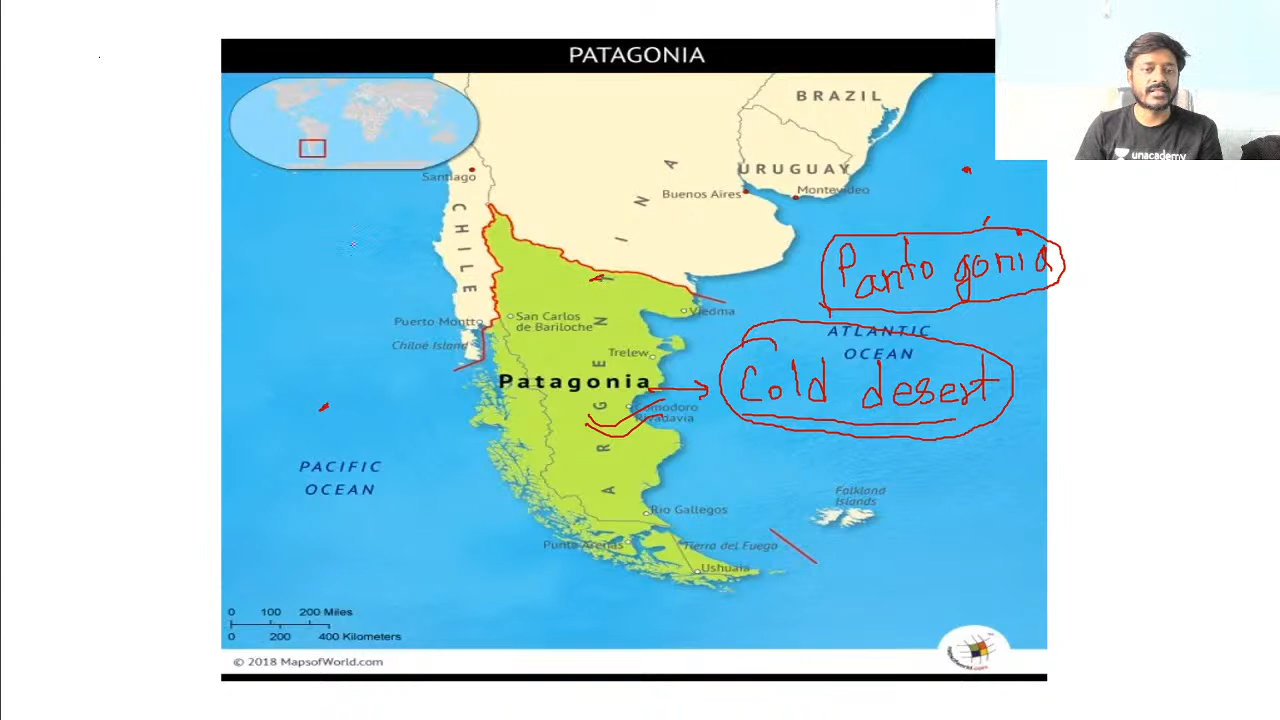 PATAGONIA
BRAZIL
unacademy
URUGUAY
Santiago
Buenos Aires
Montevideo
CHILE
ARGENTINA
Pantogonia
Puerto Montt
San Carlos
de Bariloche
Viedma
Chiloé Island
Trelew
ATLANTIC
OCEAN
Patagonia
Cold desert
Comodoro
Rivadavia
PACIFIC
OCEAN
Falkland
Islands
Rio Gallegos
Punta Arenas
Tierra del Fuego
Ushuaia
0 100 200 Miles
0 200 400 Kilometers
© 2018 MapsofWorld.com